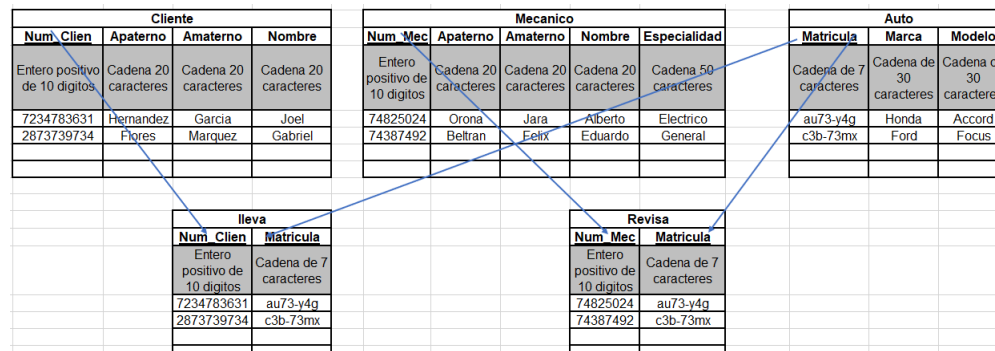 Cliente
Num_Clien Apaterno Amaterno Nombre
Entero positivo de 10 digitos
Cadena 20 caracteres
Cadena 20 caracteres
Cadena 20 caracteres
7234783631 Hernandez Garcia Joel
2873739734 Flores Marquez Gabriel
Mecanico
Num_Mec Apaterno Amaterno Nombre Especialidad
Entero positivo de 10 digitos
Cadena 20 caracteres
Cadena 20 caracteres
Cadena 20 caracteres
Cadena 50 caracteres
74825024 Orona Jara Alberto Electrico
74387492 Beltran Felix Eduardo General
Auto
Matricula Marca Modelo
Cadena de 7 caracteres
Cadena de 30 caracteres
Cadena d 30 caractere
au73-y4g Honda Accord
c3b-73mx Ford Focus
lleva
Num_Clien Matricula
Entero positivo de 10 digitos
Cadena de 7 caracteres
7234783631 au73-y4g
2873739734 c3b-73mx
Revisa
Num_Mec Matricula
Entero positivo de 10 digitos
Cadena de 7 caracteres
74825024 au73-y4g
74387492 c3b-73mx